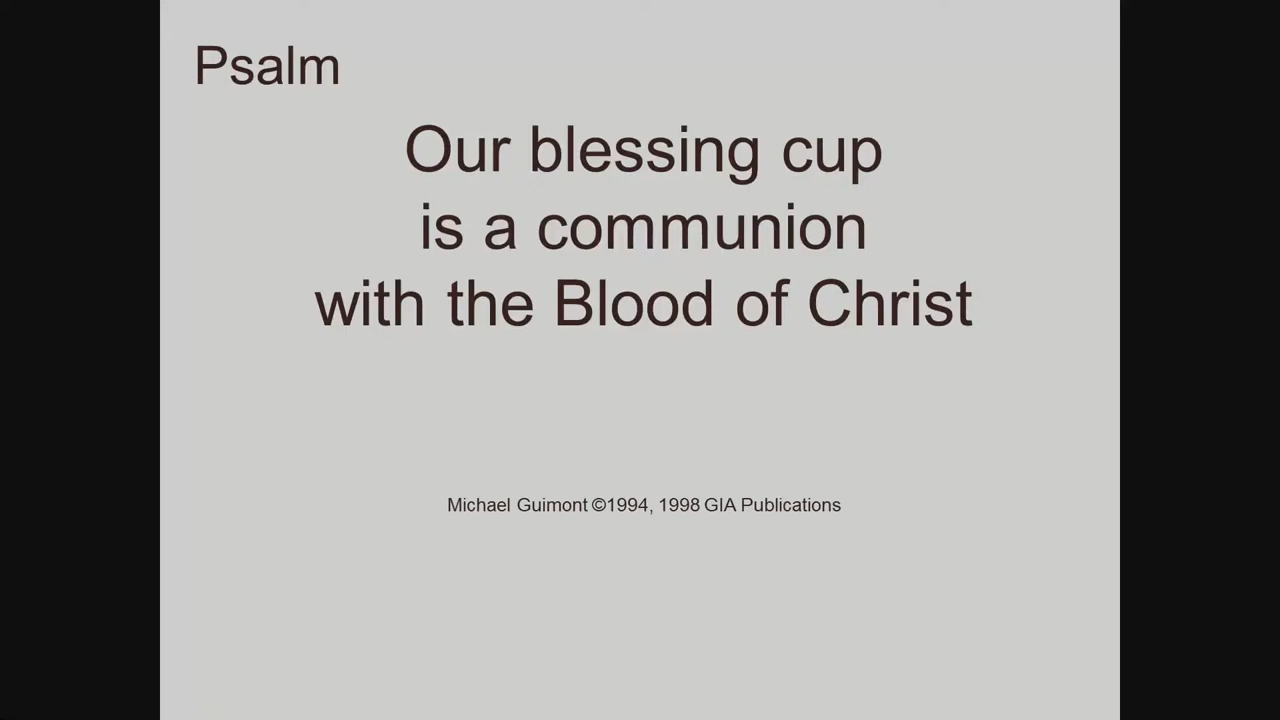 Psalm
Our blessing cup
is a communion
with the Blood of Christ
Michael Guimont ©1994, 1998 GIA Publications